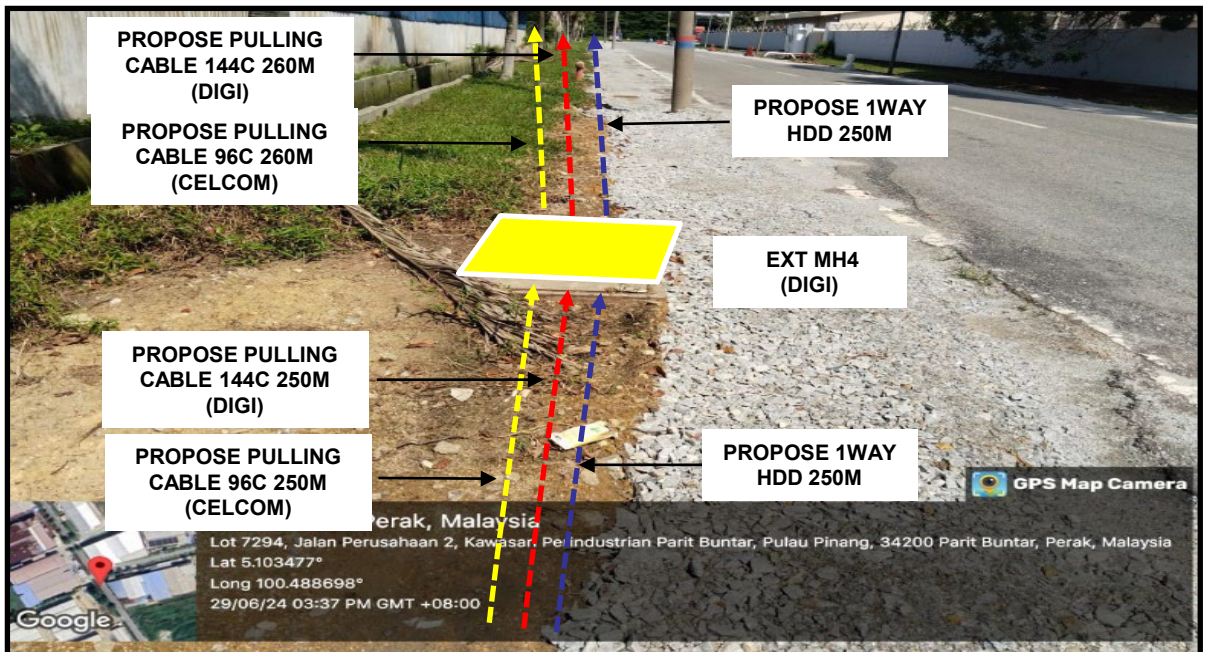 PROPOSE PULLING
CABLE 144C 260M
(DIGI)
PROPOSE PULLING
CABLE 96C 260M
(CELCOM)
PROPOSE 1WAY
HDD 250M
EXT MH4
(DIGI)
PROPOSE PULLING
CABLE 144C 250M
(DIGI)
PROPOSE PULLING
CABLE 96C 250M
(CELCOM)
PROPOSE 1WAY
HDD 250M
GPS Map Camera
Perak, Malaysia
Lot 7294, Jalan Perusahaan 2, Kawasan Perindustrian Parit Buntar, Pulau Pinang, 34200 Parit Buntar, Perak, Malaysia
Lat 5.103477°
Long 100.488698°
29/06/24 03:37 PM GMT +08:00
Google